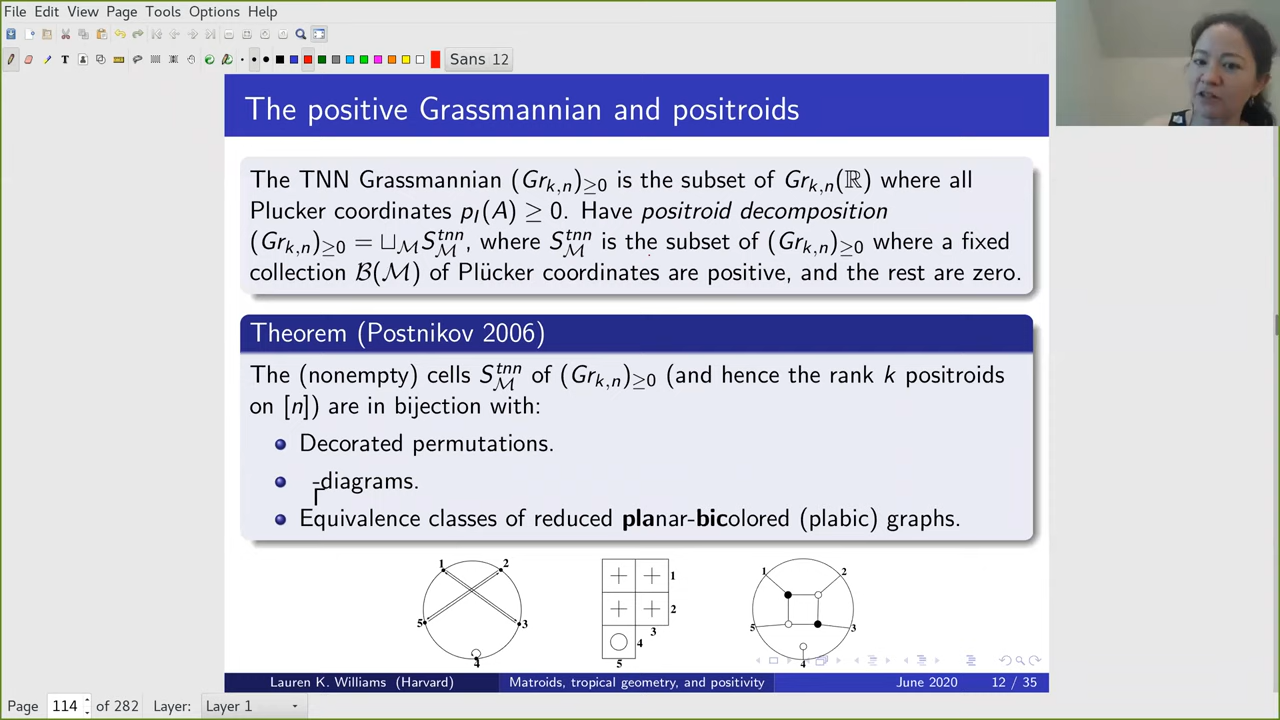 File Edit View Page Tools Options Help
Sans 12
The positive Grassmannian and positroids
The TNN Grassmannian (Gr_{k,n})_{≥0} is the subset of Gr_{k,n}(ℝ) where all
Plucker coordinates p_I(A) ≥ 0. Have positroid decomposition
(Gr_{k,n})_{≥0} = ⊔_ℳ S_ℳ^{tnn}, where S_ℳ^{tnn} is the subset of (Gr_{k,n})_{≥0} where a fixed
collection ℬ(ℳ) of Plücker coordinates are positive, and the rest are zero.
Theorem (Postnikov 2006)
The (nonempty) cells S_ℳ^{tnn} of (Gr_{k,n})_{≥0} (and hence the rank k positroids
on [n]) are in bijection with:
Decorated permutations.
Γ-diagrams.
Equivalence classes of reduced planar-bicolored (plabic) graphs.
1 2 3 4 5
1 2 3 4 5
1 2 3 4 5
Lauren K. Williams (Harvard) Matroids, tropical geometry, and positivity June 2020 12 / 35
Page 114 of 282 Layer: Layer 1